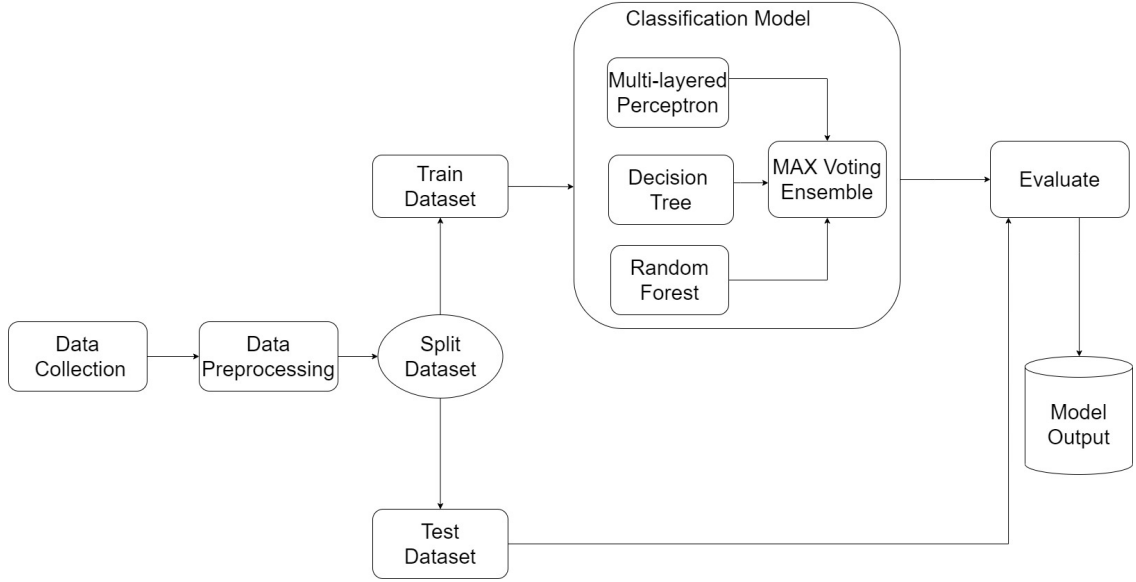 Classification Model
Multi-layered
Perceptron
Decision
Tree
Random
Forest
MAX Voting
Ensemble
Train
Dataset
Evaluate
Data
Collection
Data
Preprocessing
Split
Dataset
Model
Output
Test
Dataset